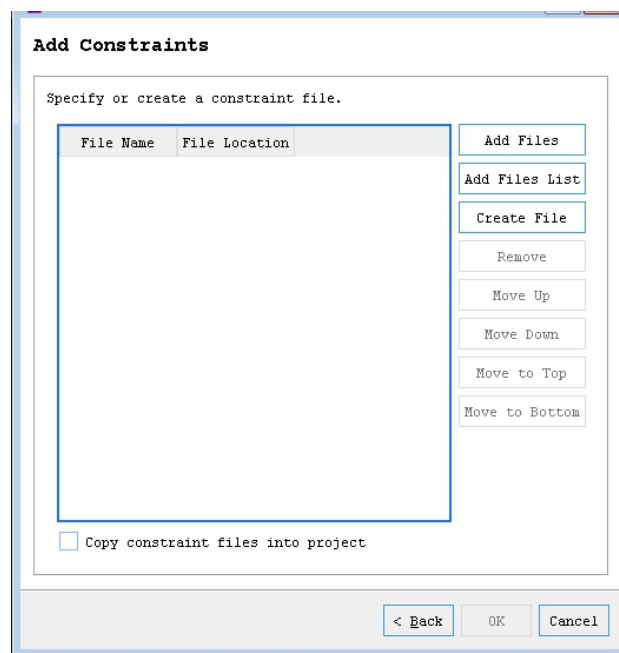 Add Constraints
Specify or create a constraint file.
File Name File Location
Add Files
Add Files List
Create File
Remove
Move Up
Move Down
Move to Top
Move to Bottom
Copy constraint files into project
< Back OK Cancel